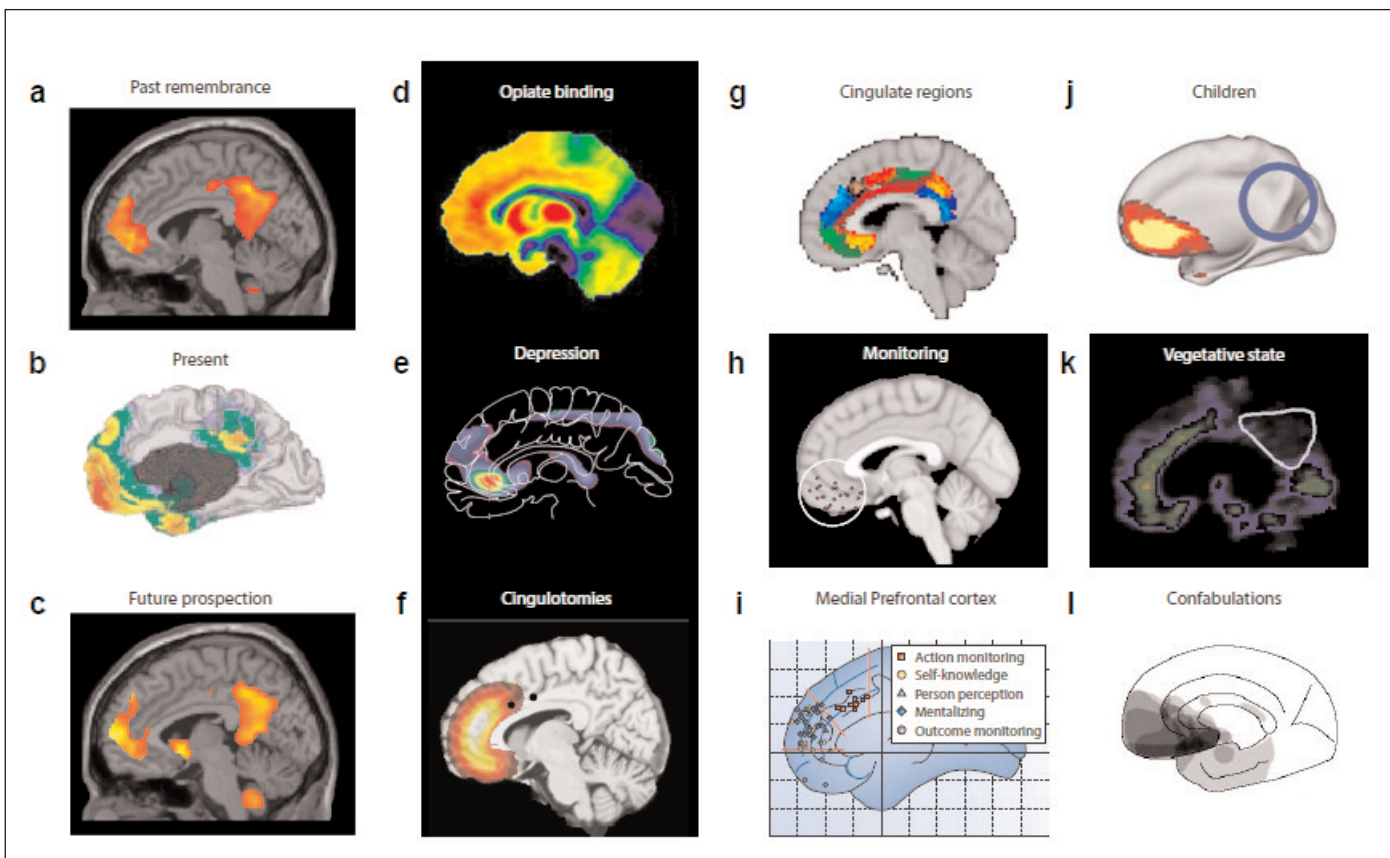 a
Past remembrance
d
Opiate binding
g
Cingulate regions
j
Children
b
Present
e
Depression
h
Monitoring
k
Vegetative state
c
Future prospection
f
Cingulotomies
i
Medial Prefrontal cortex
Action monitoring
Self-knowledge
Person perception
Mentalizing
Outcome monitoring
l
Confabulations